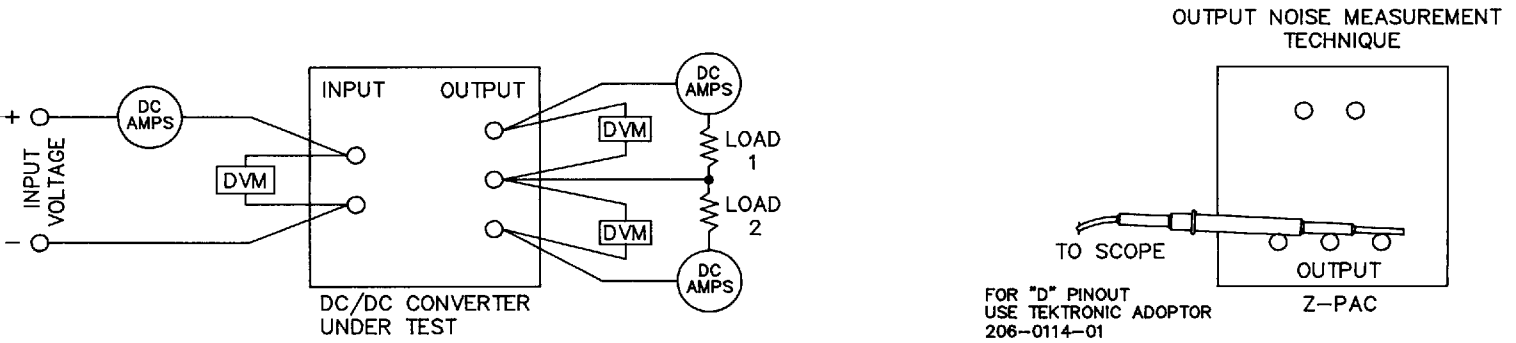 OUTPUT NOISE MEASUREMENT
TECHNIQUE
+
INPUT
VOLTAGE
−
DC
AMPS
DVM
INPUT
OUTPUT
DVM
DVM
DC
AMPS
LOAD
1
LOAD
2
DC
AMPS
DC/DC CONVERTER
UNDER TEST
TO SCOPE
OUTPUT
Z−PAC
FOR "D" PINOUT
USE TEKTRONIC ADOPTOR
206−0114−01